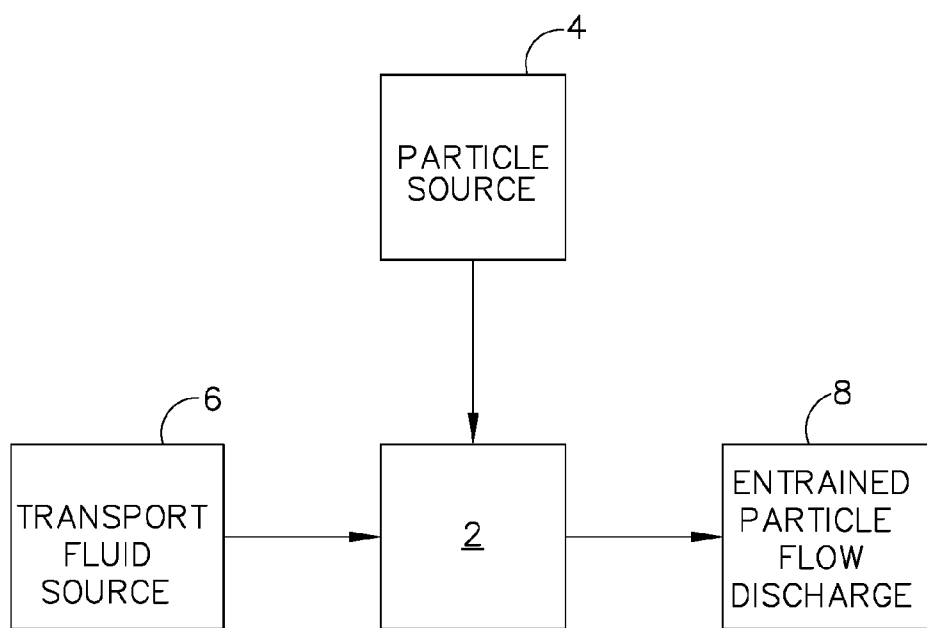 4
PARTICLE
SOURCE
6
TRANSPORT
FLUID
SOURCE
2
8
ENTRAINED
PARTICLE
FLOW
DISCHARGE